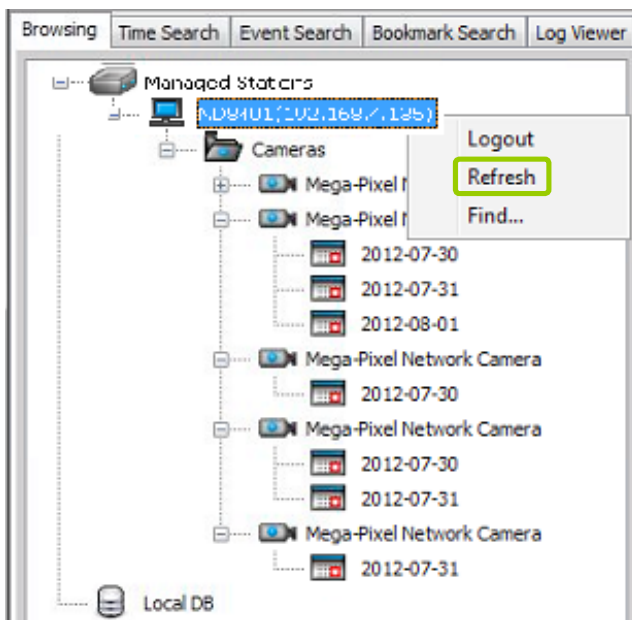 Browsing
Time Search
Event Search
Bookmark Search
Log Viewer
Managed Stations
Logout
Cameras
Refresh
Mega-Pixel
Find...
Mega-Pixel
2012-07-30
2012-07-31
2012-08-01
Mega-Pixel Network Camera
2012-07-30
Mega-Pixel Network Camera
2012-07-30
2012-07-31
Mega-Pixel Network Camera
2012-07-31
Local DB